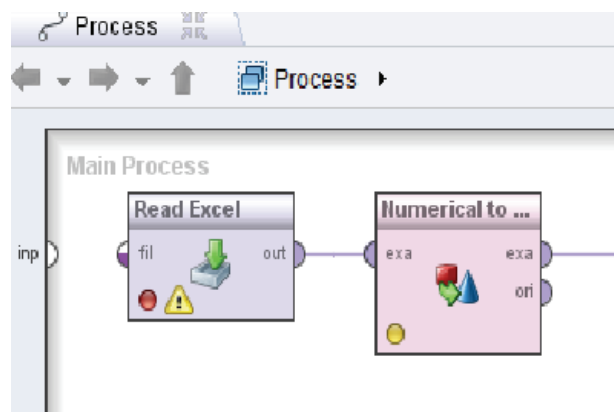 Process
Process
Main Process
Read Excel
Numerical to ...
inp
fil
out
exa
exa
ori